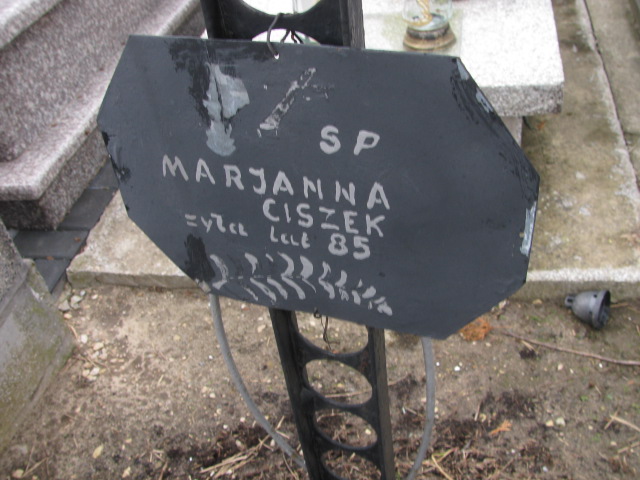 SP
MARJANNA
CISZEK
żyła lat 85